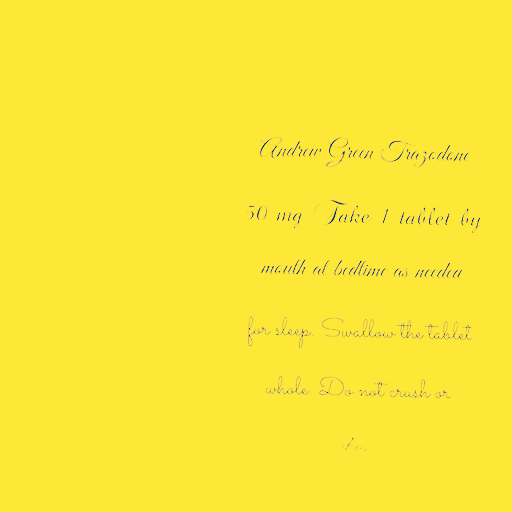 Andrew Green Trazodone
50 mg Take 1 tablet by
mouth at bedtime as needed
for sleep. Swallow the tablet
whole. Do not crush or